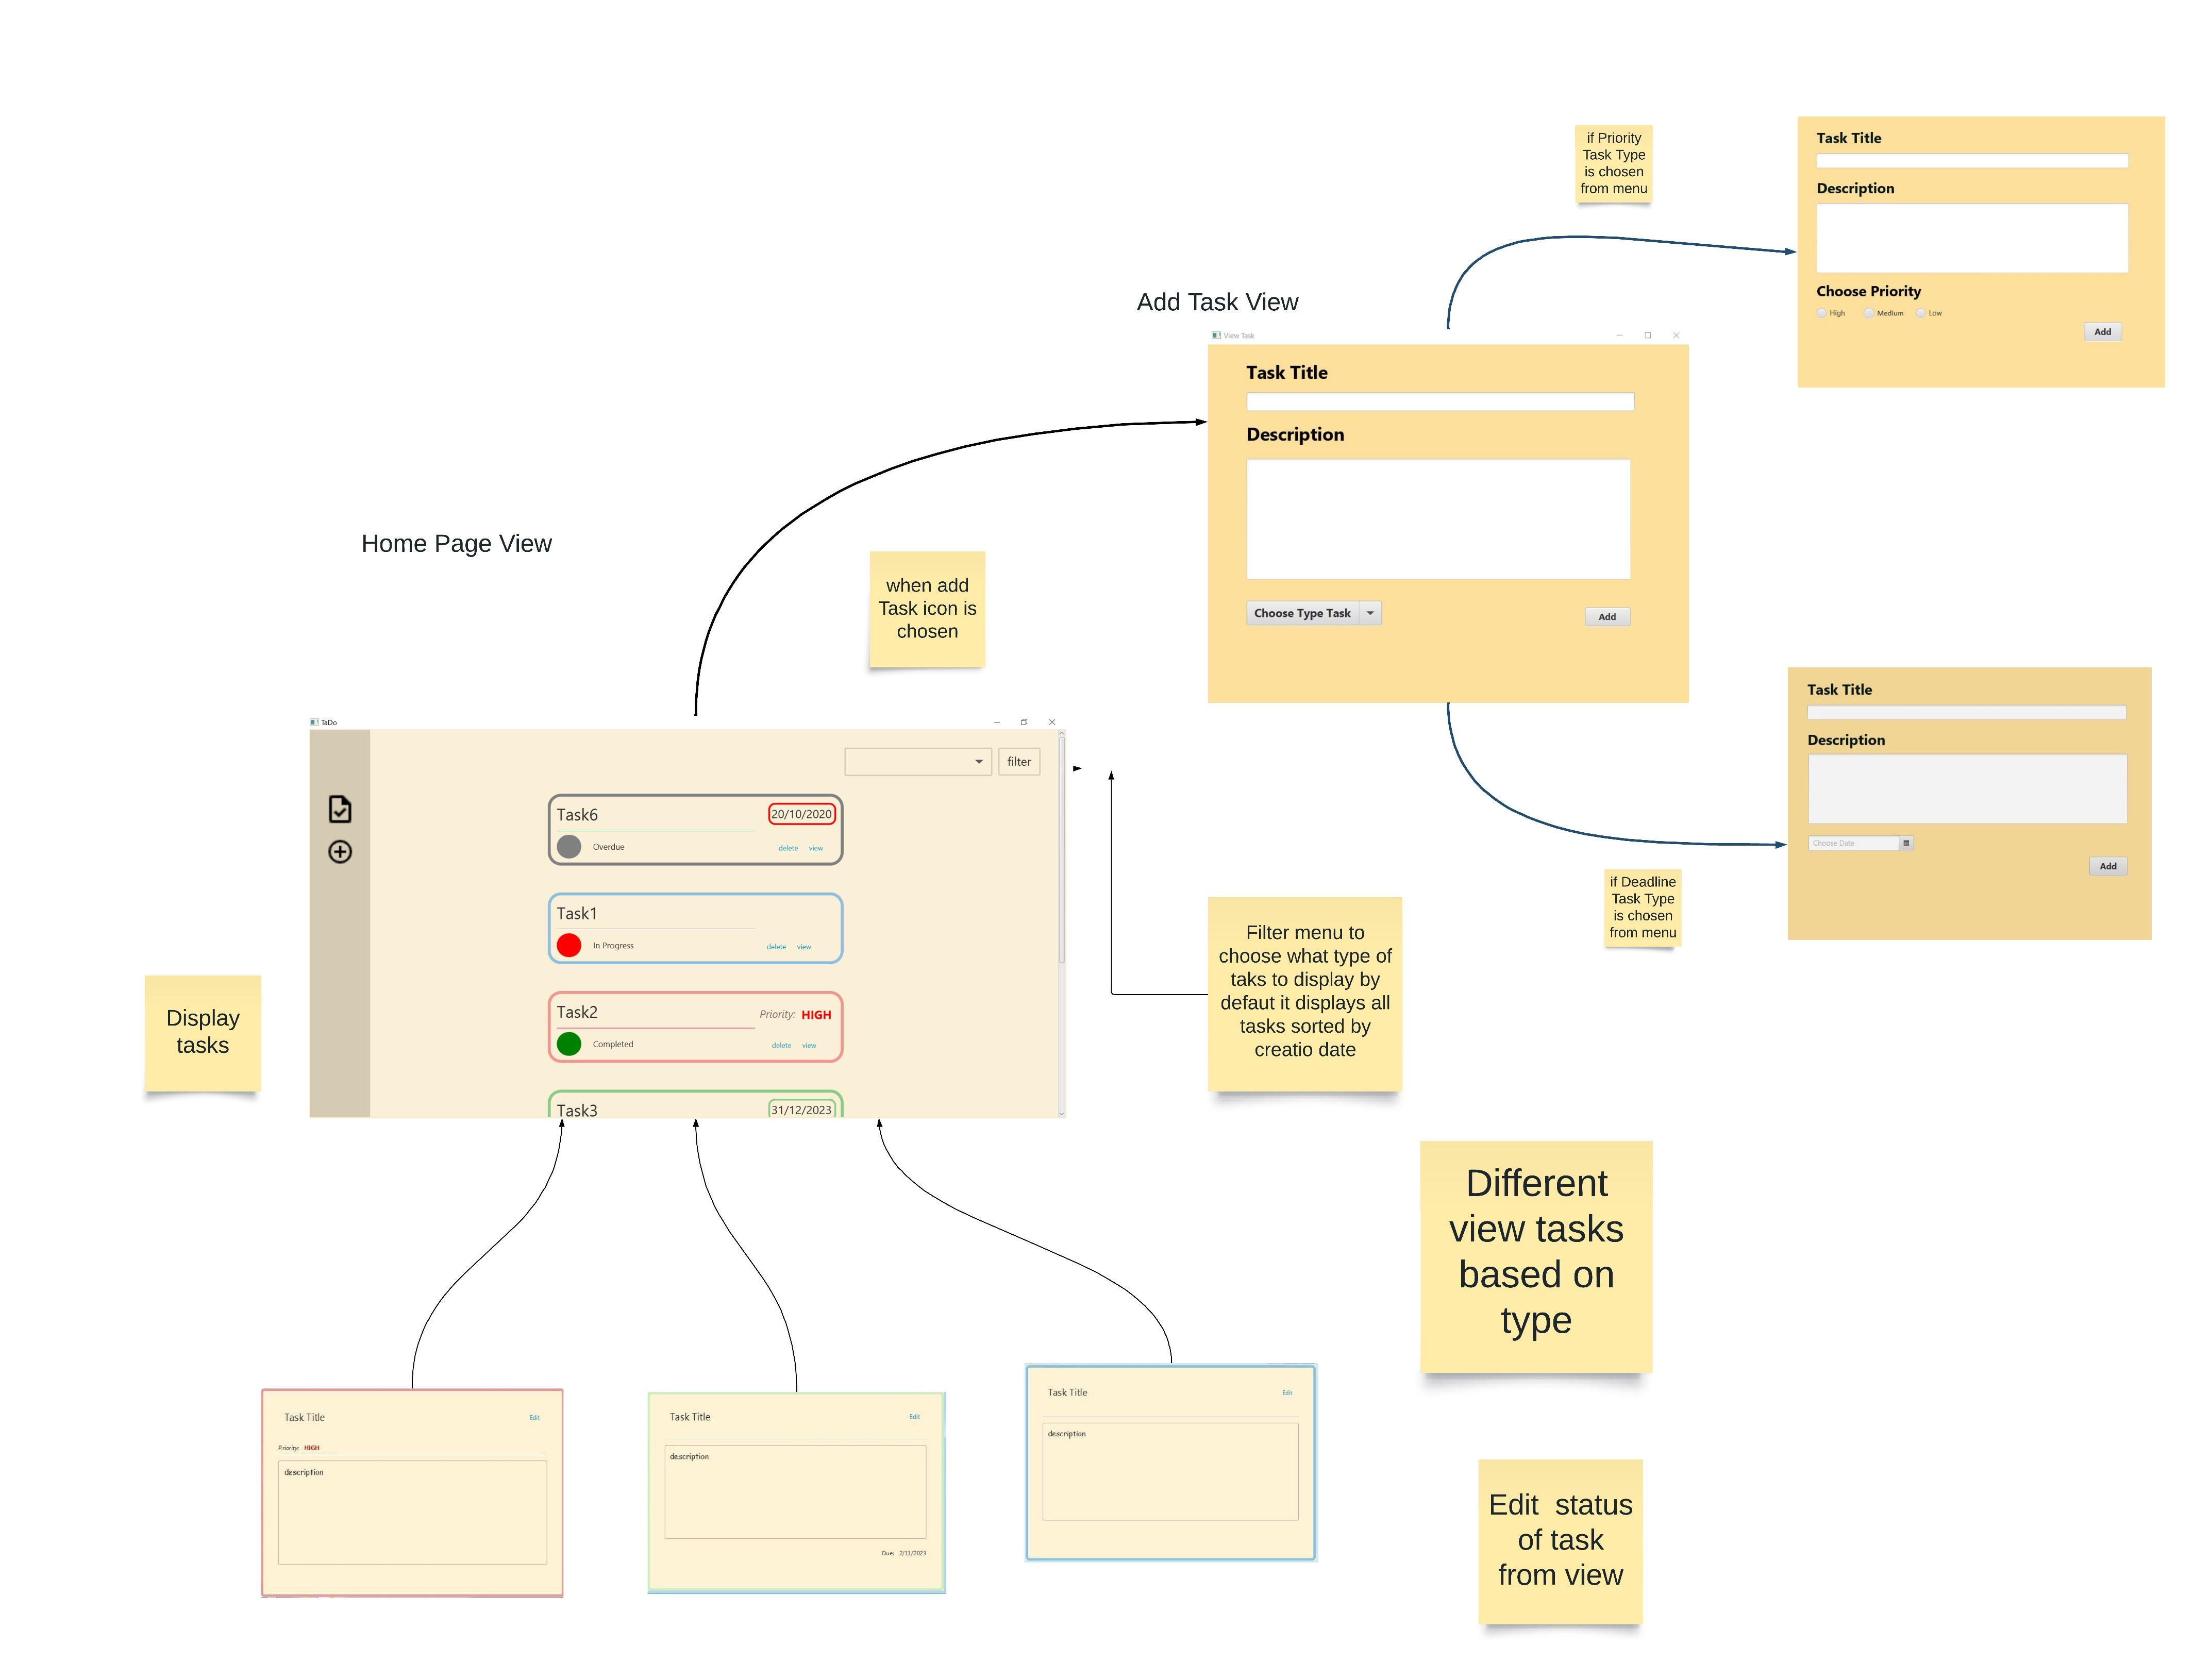 if Priority
Task Type
is chosen
from menu
Task Title
Description
Choose Priority
High Medium Low
Add
Add Task View
View Task
Task Title
Description
Choose Type Task
Add
Home Page View
when add
Task icon is
chosen
Task Title
Description
Choose Date
Add
if Deadline
Task Type
is chosen
from menu
TaDo
filter
Task6 20/10/2020
Overdue delete view
Task1
In Progress delete view
Task2 Priority: HIGH
Completed delete view
Task3 31/12/2023
Display
tasks
Filter menu to
choose what type of
taks to display by
defaut it displays all
tasks sorted by
creatio date
Different
view tasks
based on
type
Task Title Edit
Priority: HIGH
description
Task Title Edit
description
Due: 2/11/2023
Task Title Edit
description
Edit status
of task
from view